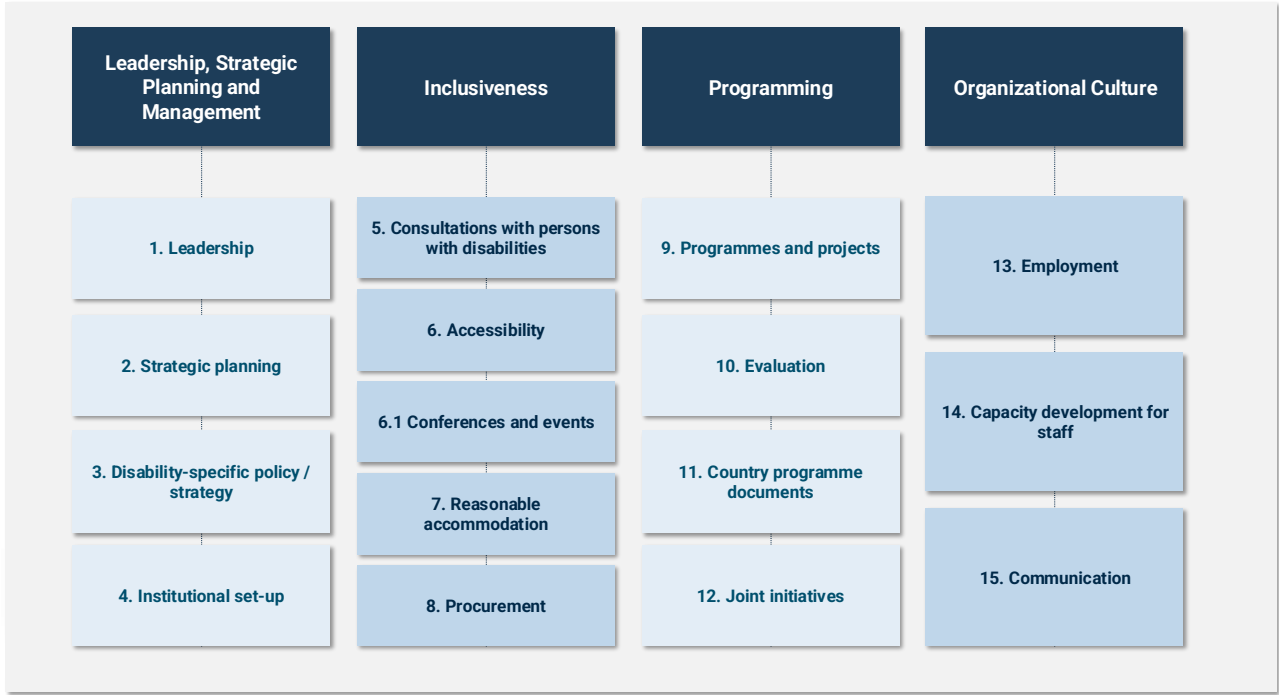 Leadership, Strategic
Planning and
Management
1. Leadership
2. Strategic planning
3. Disability-specific policy /
strategy
4. Institutional set-up
Inclusiveness
5. Consultations with persons
with disabilities
6. Accessibility
6.1 Conferences and events
7. Reasonable
accommodation
8. Procurement
Programming
9. Programmes and projects
10. Evaluation
11. Country programme
documents
12. Joint initiatives
Organizational Culture
13. Employment
14. Capacity development for
staff
15. Communication